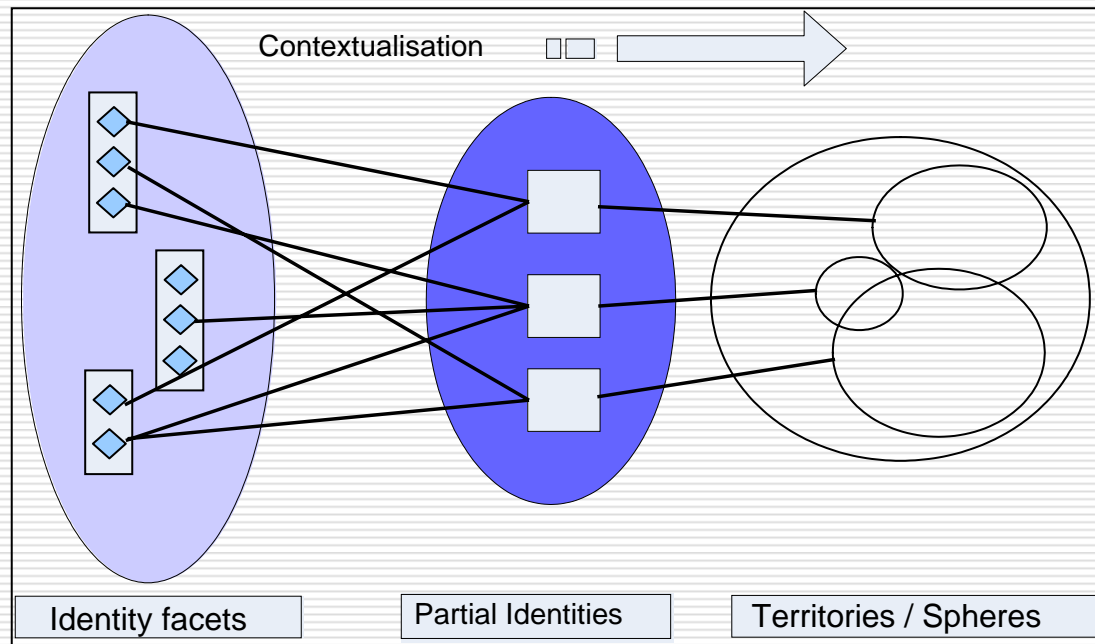 Contextualisation
Identity facets
Partial Identities
Territories / Spheres